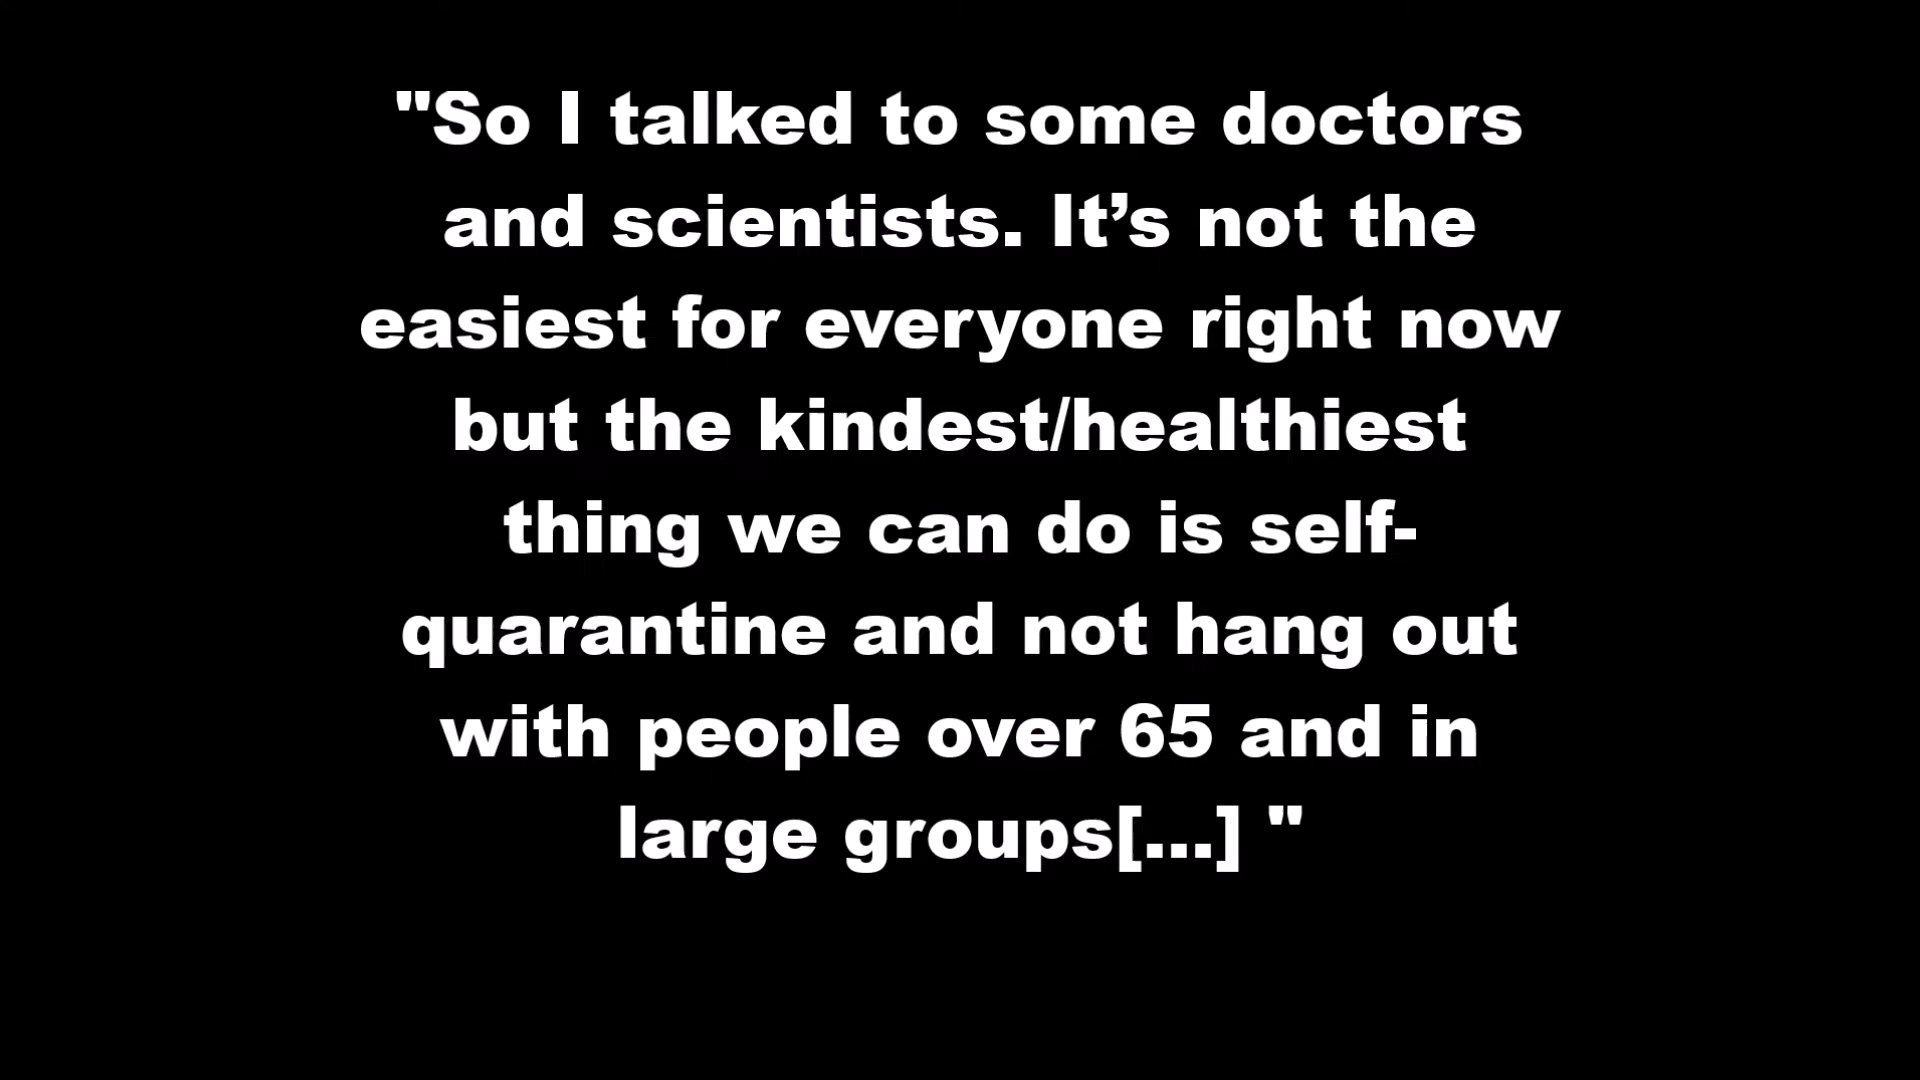 "So I talked to some doctors
and scientists. It’s not the
easiest for everyone right now
but the kindest/healthiest
thing we can do is self-
quarantine and not hang out
with people over 65 and in
large groups[...] "